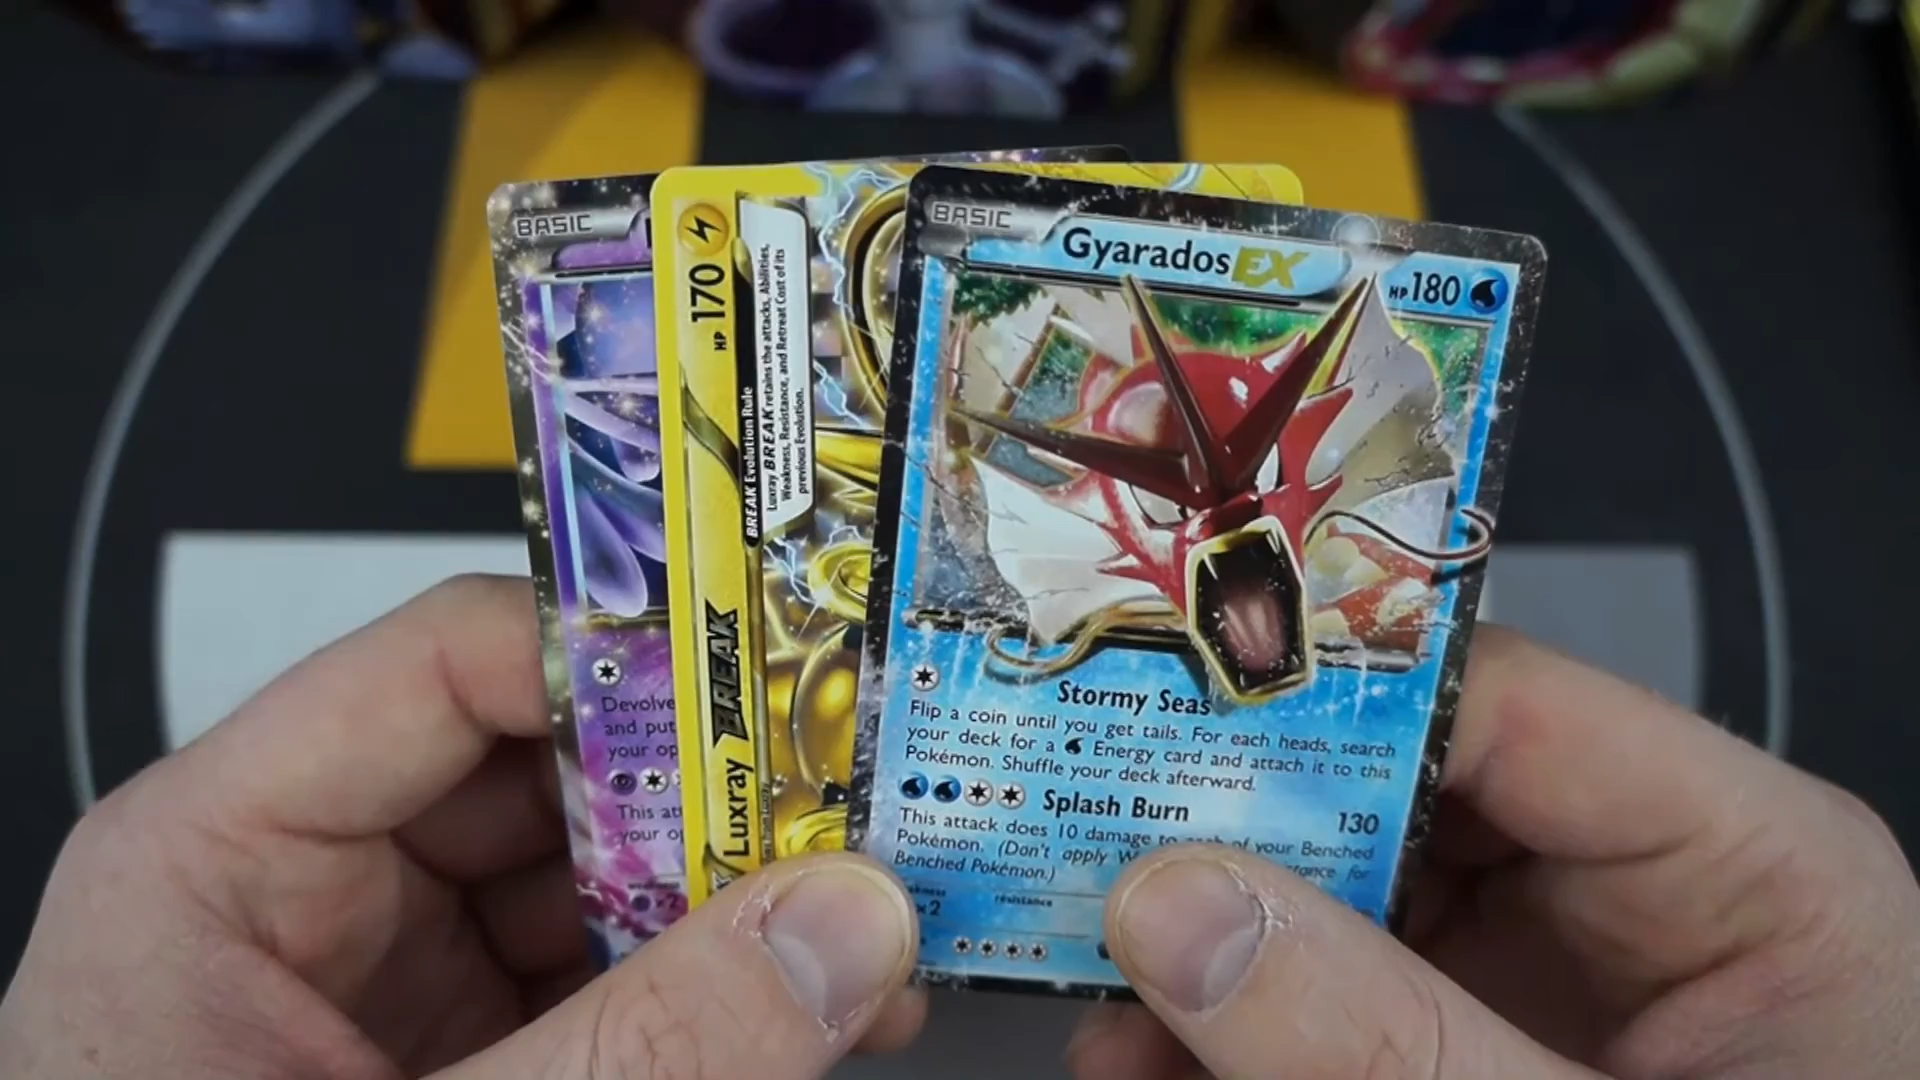 BASIC
Devolve
and put
your op
This att
your op
weakness
×2
HP 170
BREAK Evolution Rule
Luxray BREAK retains the attacks, Abilities,
Weakness, Resistance, and Retreat Cost of its
previous Evolution.
Luxray BREAK
BASIC
Gyarados EX
HP 180
Stormy Seas
Flip a coin until you get tails. For each heads, search
your deck for a Energy card and attach it to this
Pokémon. Shuffle your deck afterward.
Splash Burn 130
This attack does 10 damage to each of your Benched
Pokémon. (Don't apply
Benched Pokémon.)
×2
resistance